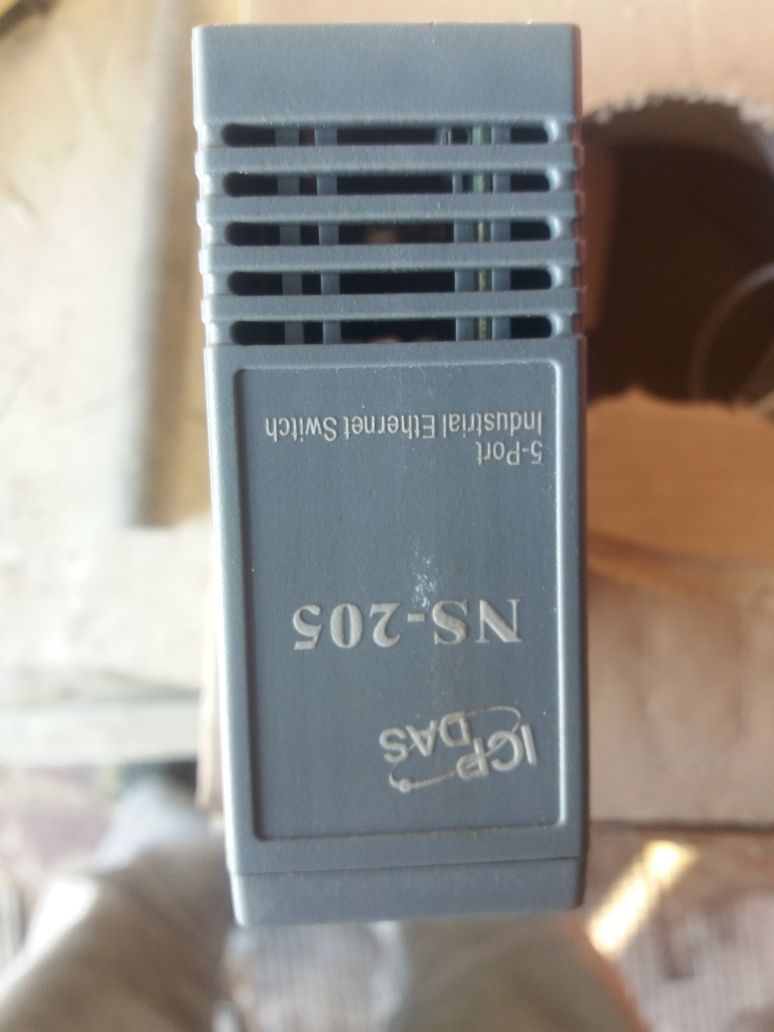 ICP
DAS
NS-205
5-Port
Industrial Ethernet Switch